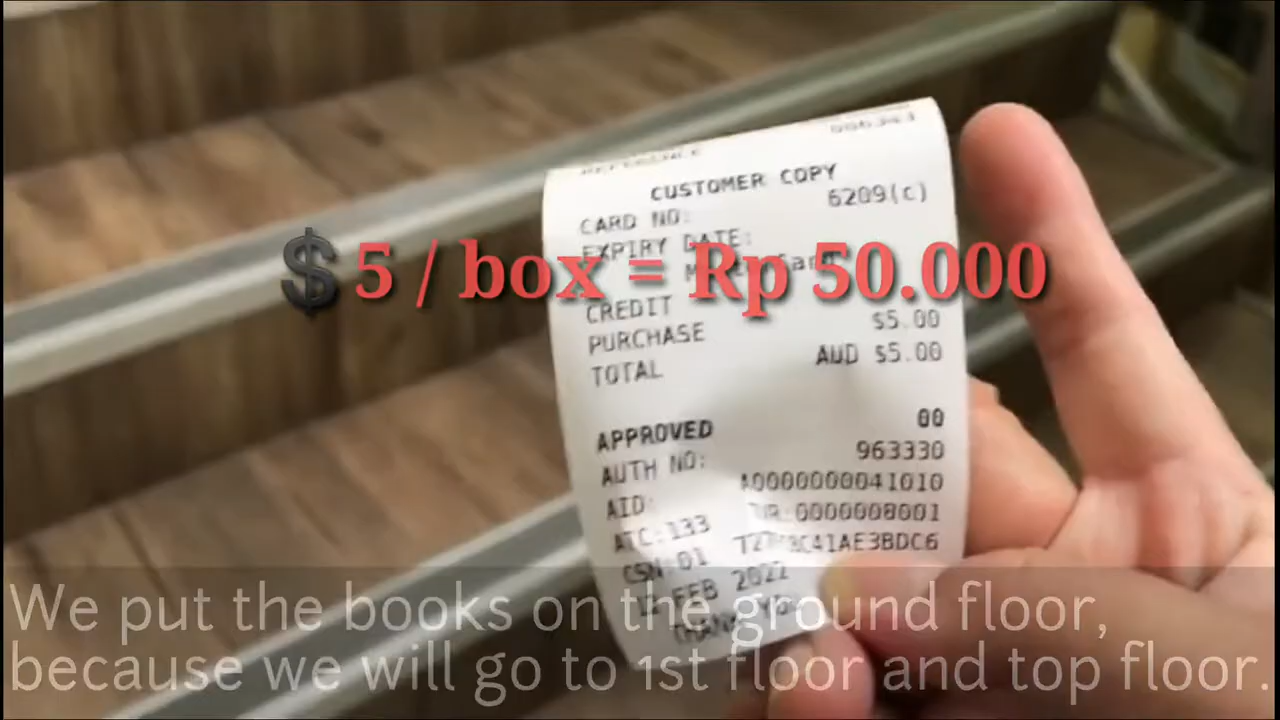 CUSTOMER COPY
CARD NO: 6209(c)
EXPIRY DATE:
$ 5 / box = Rp 50.000
CREDIT
PURCHASE $5.00
TOTAL AUD $5.00
APPROVED 00
AUTH NO: 963330
AID: A0000000041010
ATC:133 0000008001
CSN:01
12 FEB 2022
We put the books on the ground floor,
because we will go to 1st floor and top floor.